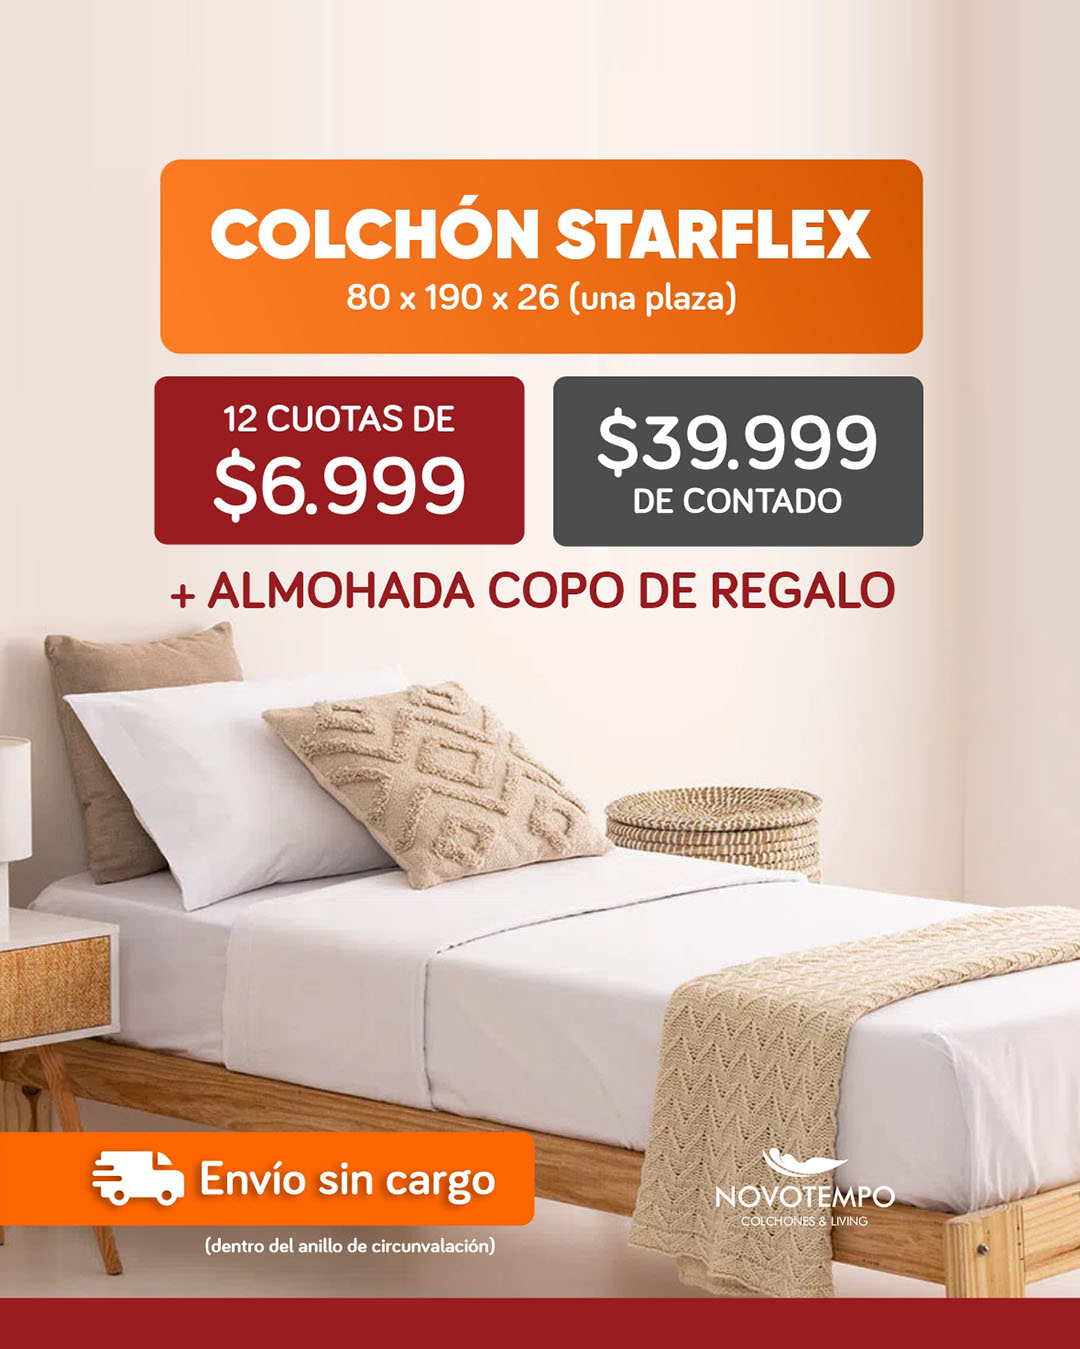 COLCHÓN STARFLEX
80 x 190 x 26 (una plaza)
12 CUOTAS DE
$6.999
$39.999
DE CONTADO
+ ALMOHADA COPO DE REGALO
Envío sin cargo
(dentro del anillo de circunvalación)
NOVOTEMPO
COLCHONES & LIVING